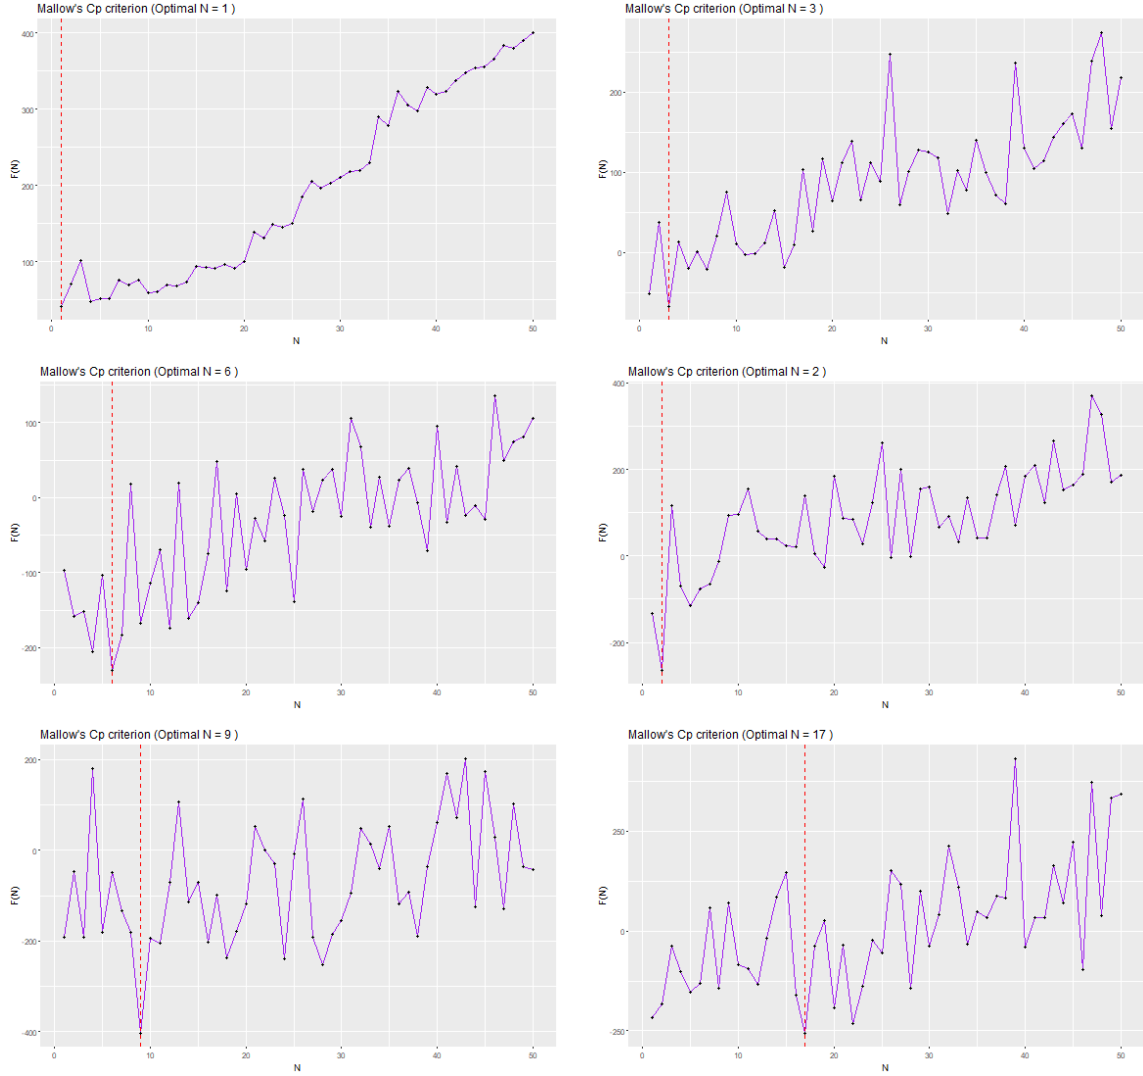 Mallow's Cp criterion (Optimal N = 1 )
400
300
200
100
F(N)
0 10 20 30 40 50
N
Mallow's Cp criterion (Optimal N = 3 )
200
100
0
F(N)
0 10 20 30 40 50
N
Mallow's Cp criterion (Optimal N = 6 )
100
0
-100
-200
F(N)
0 10 20 30 40 50
N
Mallow's Cp criterion (Optimal N = 2 )
400
200
0
-200
F(N)
0 10 20 30 40 50
N
Mallow's Cp criterion (Optimal N = 9 )
200
0
-200
-400
F(N)
0 10 20 30 40 50
N
Mallow's Cp criterion (Optimal N = 17 )
250
0
-250
F(N)
0 10 20 30 40 50
N